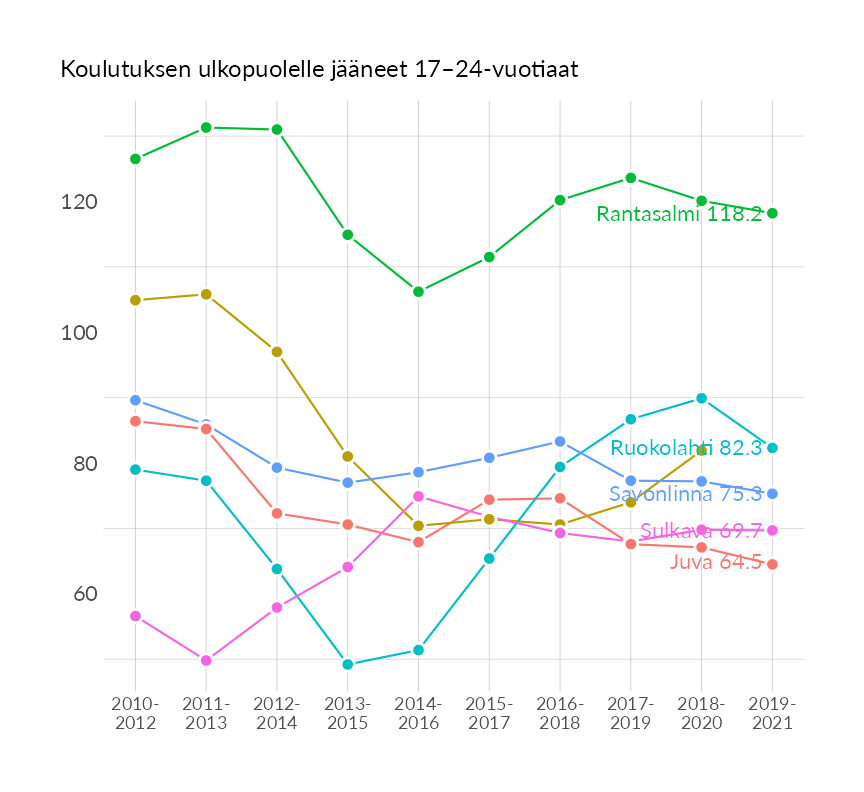 Koulutuksen ulkopuolelle jääneet 17–24-vuotiaat
120
100
80
60
Rantasalmi 118.2
Ruokolahti 82.3
Savonlinna 75.3
Sulkava 69.7
Juva 64.5
2010- 2011- 2012- 2013- 2014- 2015- 2016- 2017- 2018- 2019-
2012 2013 2014 2015 2016 2017 2018 2019 2020 2021